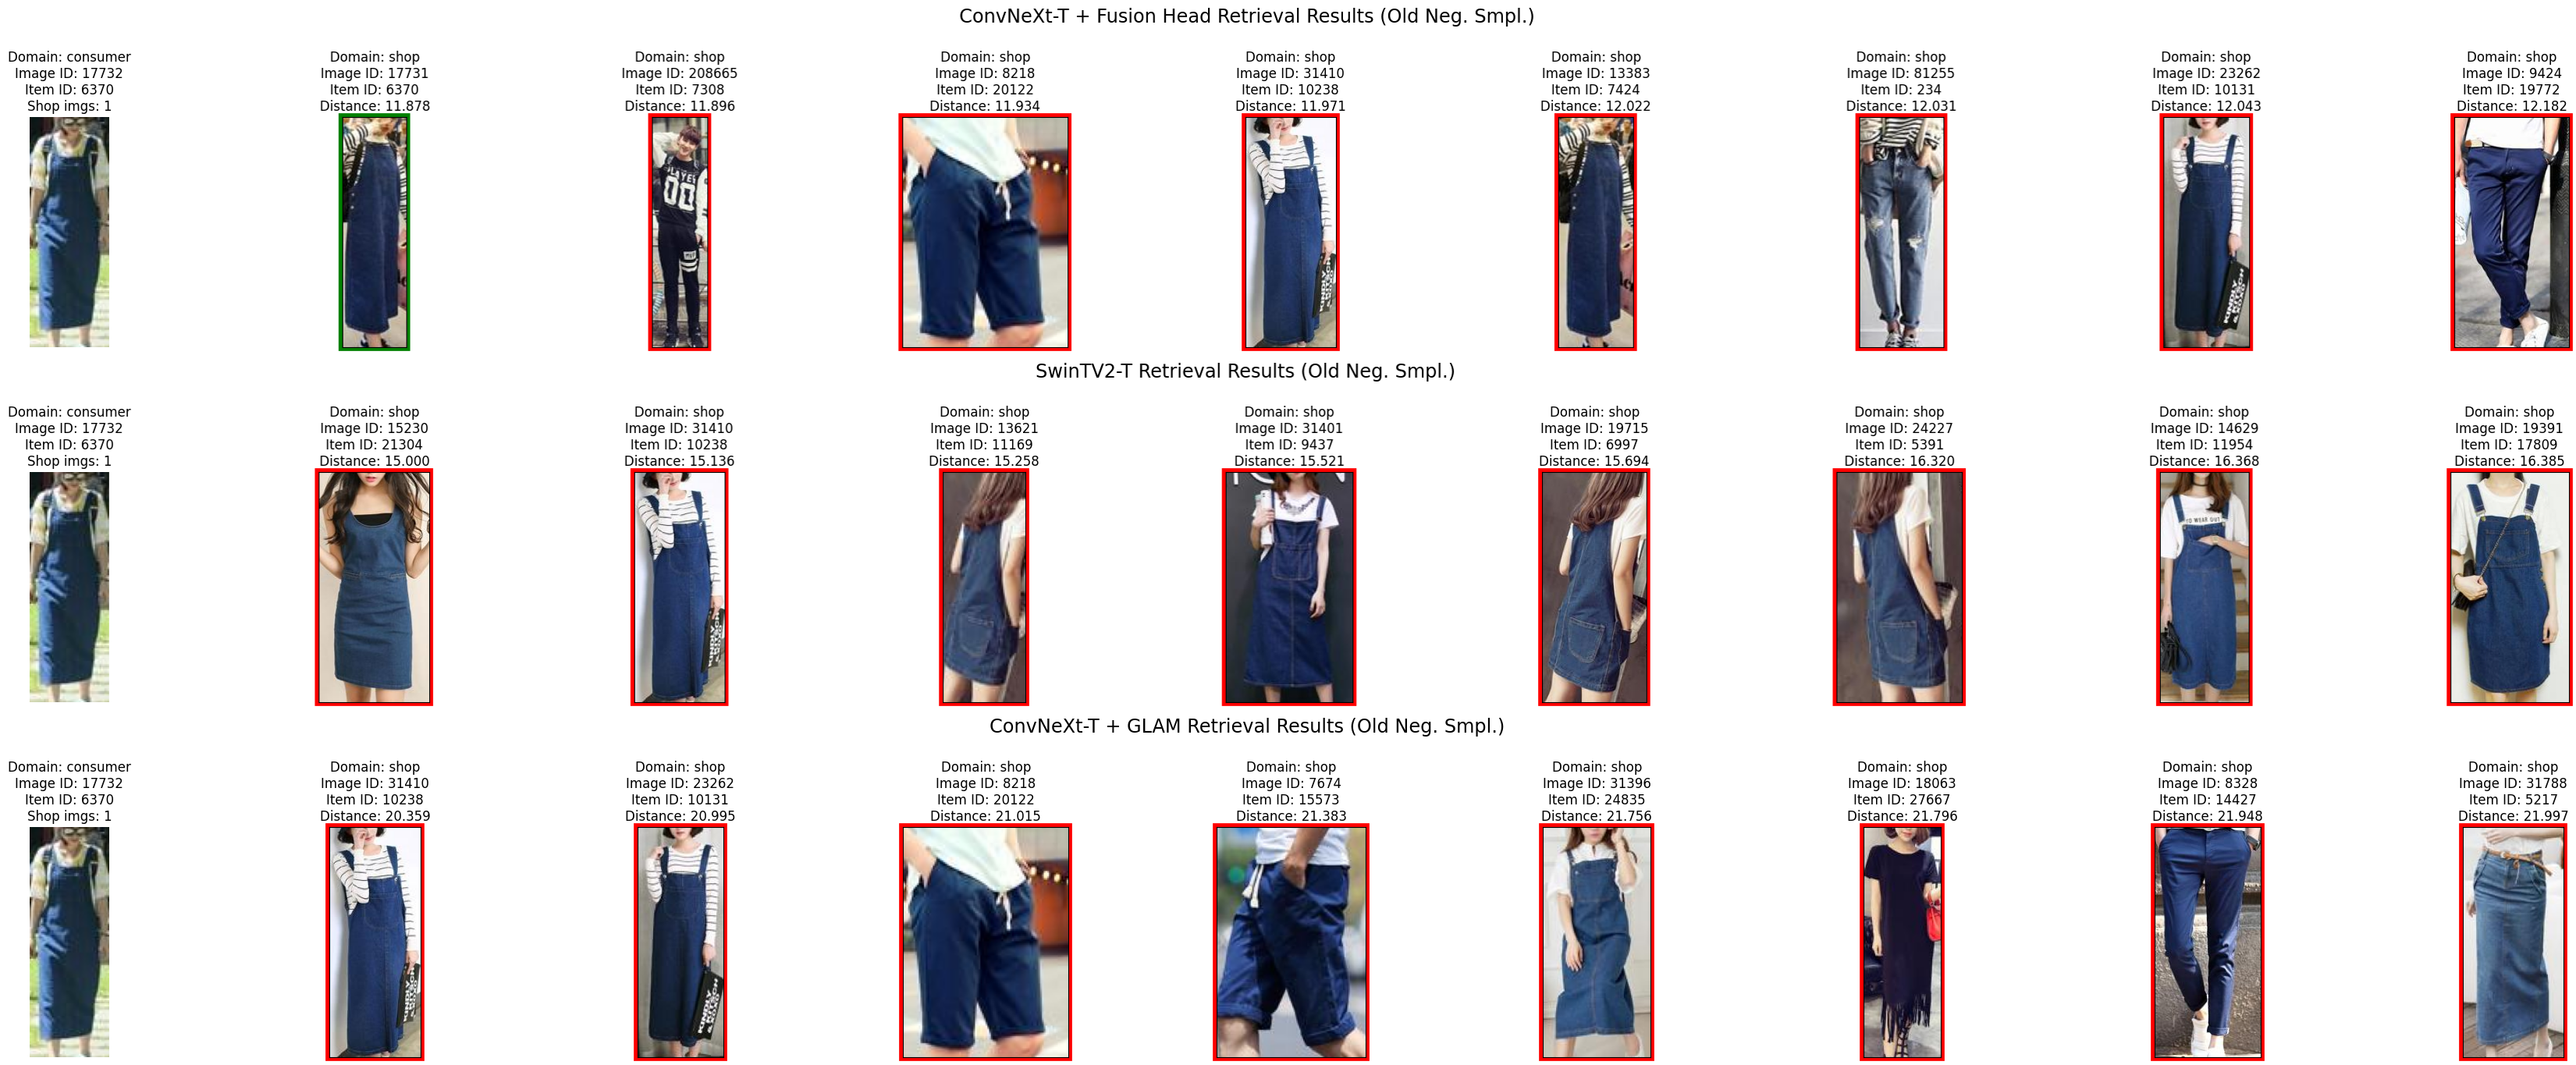 ConvNeXt-T + Fusion Head Retrieval Results (Old Neg. Smpl.)
Domain: consumer
Image ID: 17732
Item ID: 6370
Shop imgs: 1
Domain: shop
Image ID: 17731
Item ID: 6370
Distance: 11.878
Domain: shop
Image ID: 208665
Item ID: 7308
Distance: 11.896
PLAYES
00
Domain: shop
Image ID: 8218
Item ID: 20122
Distance: 11.934
Domain: shop
Image ID: 31410
Item ID: 10238
Distance: 11.971
KINDLY
Domain: shop
Image ID: 13383
Item ID: 7424
Distance: 12.022
Domain: shop
Image ID: 81255
Item ID: 234
Distance: 12.031
Domain: shop
Image ID: 23262
Item ID: 10131
Distance: 12.043
KINDLY
Domain: shop
Image ID: 9424
Item ID: 19772
Distance: 12.182
SwinTV2-T Retrieval Results (Old Neg. Smpl.)
Domain: consumer
Image ID: 17732
Item ID: 6370
Shop imgs: 1
Domain: shop
Image ID: 15230
Item ID: 21304
Distance: 15.000
Domain: shop
Image ID: 31410
Item ID: 10238
Distance: 15.136
KINDLY
Domain: shop
Image ID: 13621
Item ID: 11169
Distance: 15.258
Domain: shop
Image ID: 31401
Item ID: 9437
Distance: 15.521
Domain: shop
Image ID: 19715
Item ID: 6997
Distance: 15.694
Domain: shop
Image ID: 24227
Item ID: 5391
Distance: 16.320
Domain: shop
Image ID: 14629
Item ID: 11954
Distance: 16.368
WEAR OUT
Domain: shop
Image ID: 19391
Item ID: 17809
Distance: 16.385
ConvNeXt-T + GLAM Retrieval Results (Old Neg. Smpl.)
Domain: consumer
Image ID: 17732
Item ID: 6370
Shop imgs: 1
Domain: shop
Image ID: 31410
Item ID: 10238
Distance: 20.359
KINDLY
Domain: shop
Image ID: 23262
Item ID: 10131
Distance: 20.995
KINDLY
Domain: shop
Image ID: 8218
Item ID: 20122
Distance: 21.015
Domain: shop
Image ID: 7674
Item ID: 15573
Distance: 21.383
Domain: shop
Image ID: 31396
Item ID: 24835
Distance: 21.756
Domain: shop
Image ID: 18063
Item ID: 27667
Distance: 21.796
Domain: shop
Image ID: 8328
Item ID: 14427
Distance: 21.948
Domain: shop
Image ID: 31788
Item ID: 5217
Distance: 21.997